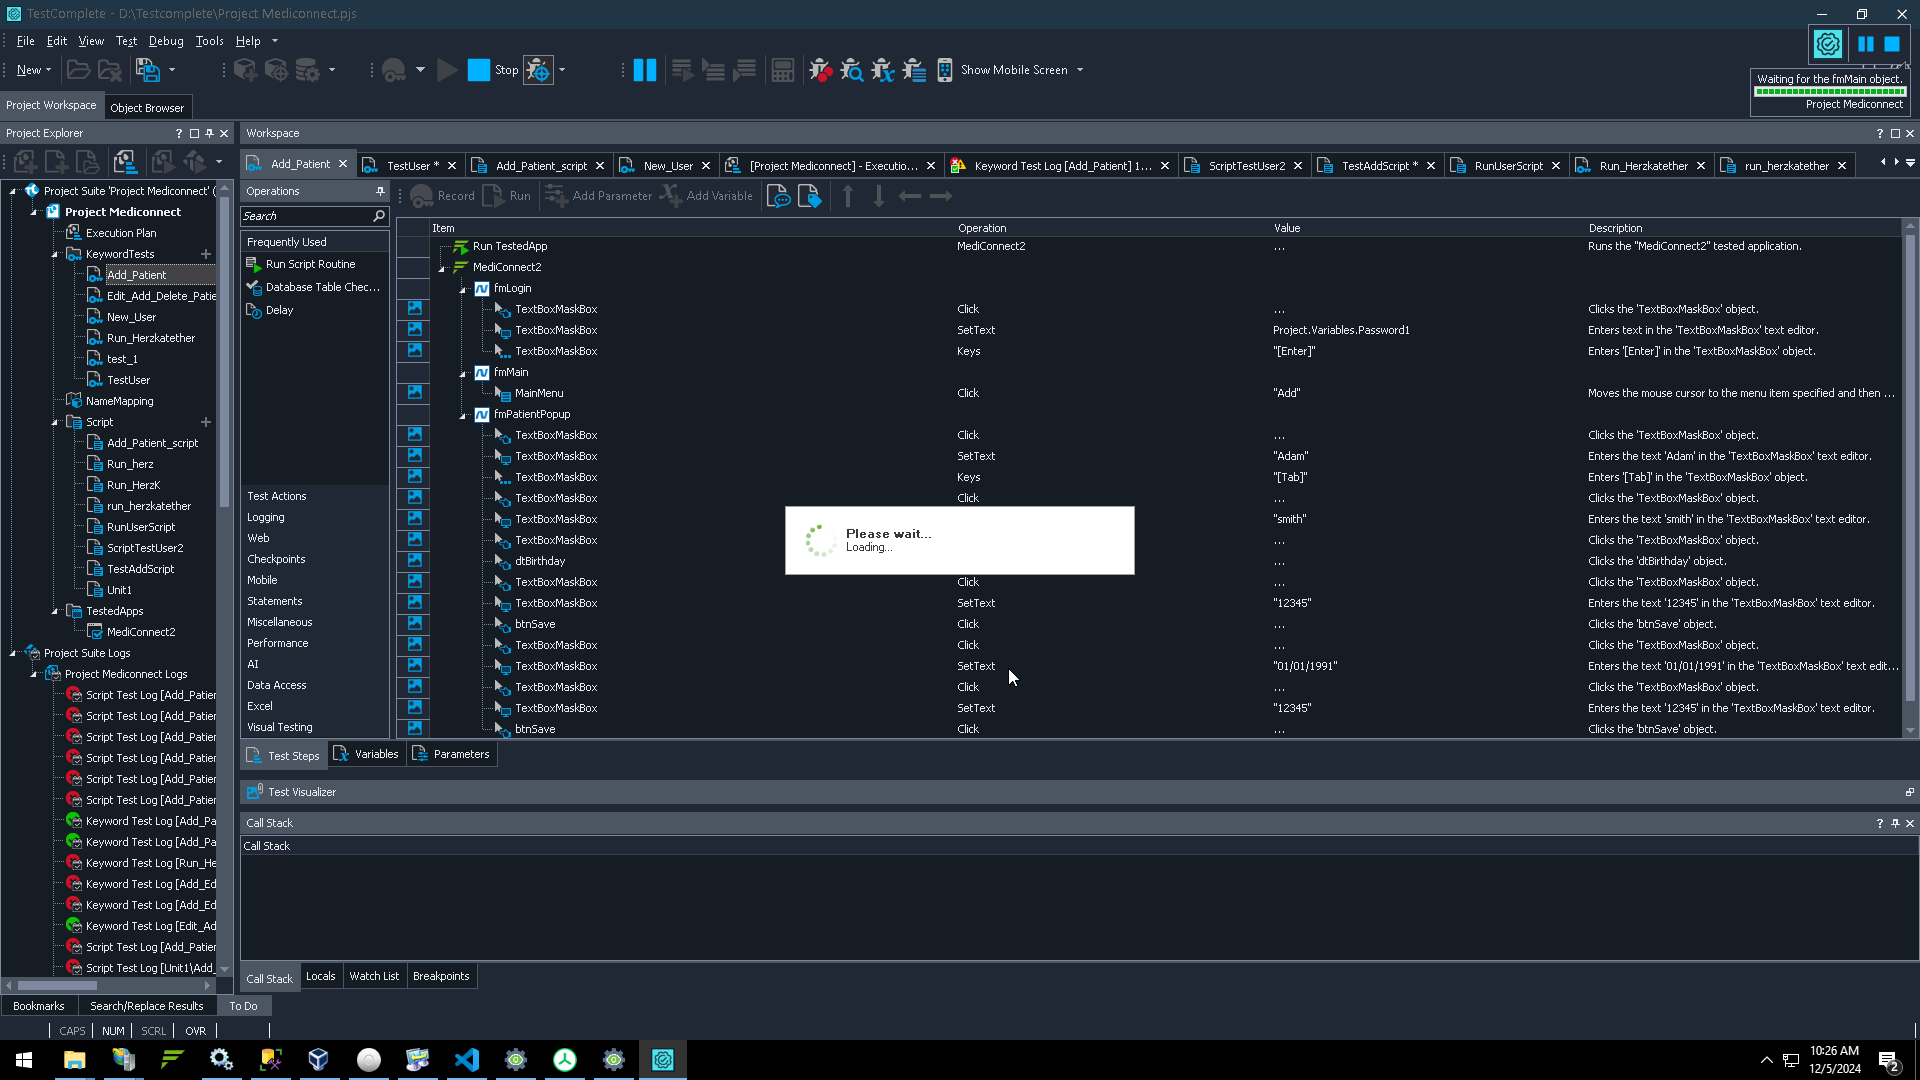 TestComplete - D:\Testcomplete\Project Mediconnect.pjs
File Edit View Test Debug Tools Help
New
Stop
Show Mobile Screen
Waiting for the fmMain object.
Project Mediconnect
Project Workspace
Object Browser
Project Explorer
?
Workspace
?
Add_Patient
TestUser *
Add_Patient_script
New_User
[Project Mediconnect] - Executio...
Keyword Test Log [Add_Patient] 1...
ScriptTestUser2
TestAddScript *
RunUserScript
Run_Herzkatether
run_herzkatether
Project Suite 'Project Mediconnect' (
Project Mediconnect
Execution Plan
KeywordTests
Add_Patient
Edit_Add_Delete_Patie
New_User
Run_Herzkatether
test_1
TestUser
NameMapping
Script
Add_Patient_script
Run_herz
Run_HerzK
run_herzkatether
RunUserScript
ScriptTestUser2
TestAddScript
Unit1
TestedApps
MediConnect2
Project Suite Logs
Project Mediconnect Logs
Script Test Log [Add_Patier
Script Test Log [Add_Patier
Script Test Log [Add_Patier
Script Test Log [Add_Patier
Script Test Log [Add_Patier
Script Test Log [Add_Patier
Keyword Test Log [Add_Pa
Keyword Test Log [Add_Pa
Keyword Test Log [Run_He
Keyword Test Log [Add_Ed
Keyword Test Log [Add_Ed
Keyword Test Log [Edit_Ad
Script Test Log [Add_Patier
Script Test Log [Unit1\Add_
Operations
Search
Frequently Used
Run Script Routine
Database Table Chec...
Delay
Test Actions
Logging
Web
Checkpoints
Mobile
Statements
Miscellaneous
Performance
AI
Data Access
Excel
Visual Testing
Record Run Add Parameter Add Variable
Item Operation Value Description
Run TestedApp MediConnect2 ... Runs the "MediConnect2" tested application.
MediConnect2
fmLogin
TextBoxMaskBox Click ... Clicks the 'TextBoxMaskBox' object.
TextBoxMaskBox SetText Project.Variables.Password1 Enters text in the 'TextBoxMaskBox' text editor.
TextBoxMaskBox Keys "[Enter]" Enters '[Enter]' in the 'TextBoxMaskBox' object.
fmMain
MainMenu Click "Add" Moves the mouse cursor to the menu item specified and then ...
fmPatientPopup
TextBoxMaskBox Click ... Clicks the 'TextBoxMaskBox' object.
TextBoxMaskBox SetText "Adam" Enters the text 'Adam' in the 'TextBoxMaskBox' text editor.
TextBoxMaskBox Keys "[Tab]" Enters '[Tab]' in the 'TextBoxMaskBox' object.
TextBoxMaskBox Click ... Clicks the 'TextBoxMaskBox' object.
TextBoxMaskBox "smith" Enters the text 'smith' in the 'TextBoxMaskBox' text editor.
TextBoxMaskBox ... Clicks the 'TextBoxMaskBox' object.
dtBirthday ... Clicks the 'dtBirthday' object.
TextBoxMaskBox Click ... Clicks the 'TextBoxMaskBox' object.
TextBoxMaskBox SetText "12345" Enters the text '12345' in the 'TextBoxMaskBox' text editor.
btnSave Click ... Clicks the 'btnSave' object.
TextBoxMaskBox Click ... Clicks the 'TextBoxMaskBox' object.
TextBoxMaskBox SetText "01/01/1991" Enters the text '01/01/1991' in the 'TextBoxMaskBox' text edit...
TextBoxMaskBox Click ... Clicks the 'TextBoxMaskBox' object.
TextBoxMaskBox SetText "12345" Enters the text '12345' in the 'TextBoxMaskBox' text editor.
btnSave Click ... Clicks the 'btnSave' object.
Please wait...
Loading...
Test Steps Variables Parameters
Test Visualizer
Call Stack
?
Call Stack
Call Stack Locals Watch List Breakpoints
Bookmarks Search/Replace Results To Do
CAPS NUM SCRL OVR
10:26 AM
12/5/2024
2